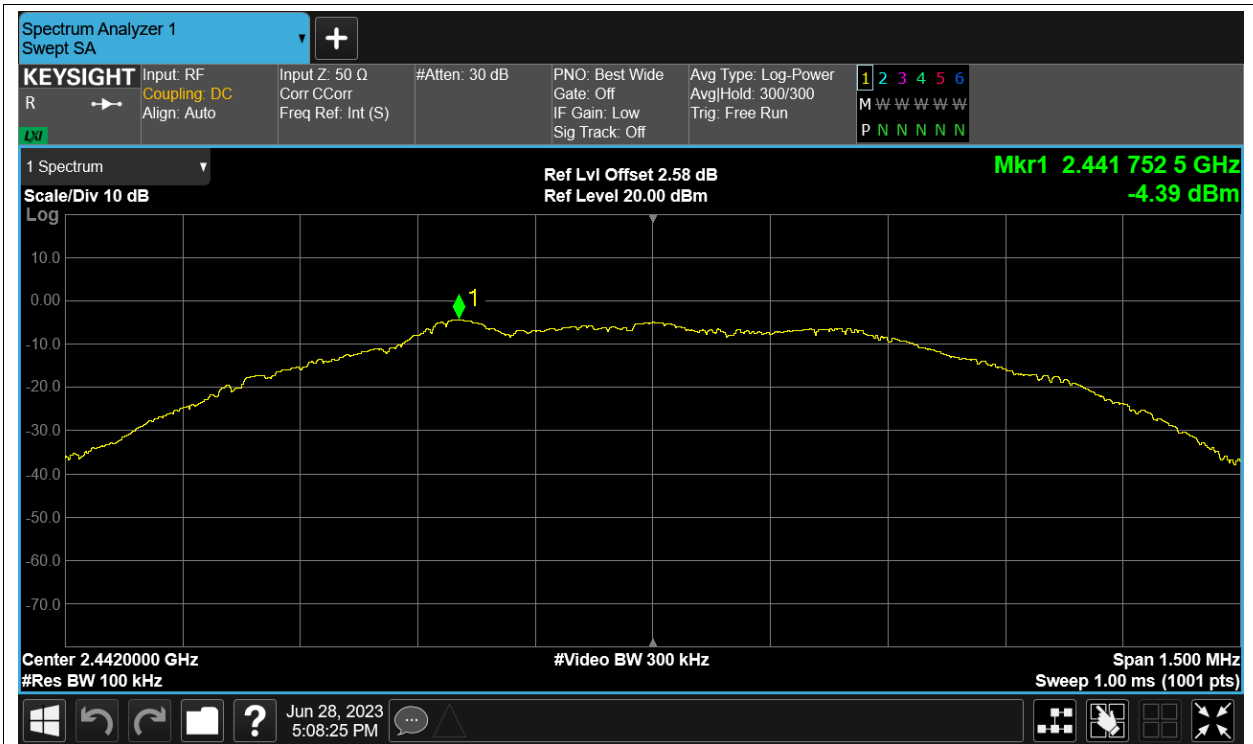 Spectrum Analyzer 1
Swept SA
KEYSIGHT
R
LXI
Input: RF
Coupling: DC
Align: Auto
Input Z: 50 Ω
Corr CCorr
Freq Ref: Int (S)
#Atten: 30 dB
PNO: Best Wide
Gate: Off
IF Gain: Low
Sig Track: Off
Avg Type: Log-Power
Avg|Hold: 300/300
Trig: Free Run
1 2 3 4 5 6
M W W W W W
P N N N N N
1 Spectrum
Scale/Div 10 dB
Log
Ref Lvl Offset 2.58 dB
Ref Level 20.00 dBm
Mkr1 2.441 752 5 GHz
-4.39 dBm
1
10.0
0.00
-10.0
-20.0
-30.0
-40.0
-50.0
-60.0
-70.0
Center 2.4420000 GHz
#Res BW 100 kHz
#Video BW 300 kHz
Span 1.500 MHz
Sweep 1.00 ms (1001 pts)
?
Jun 28, 2023
5:08:25 PM